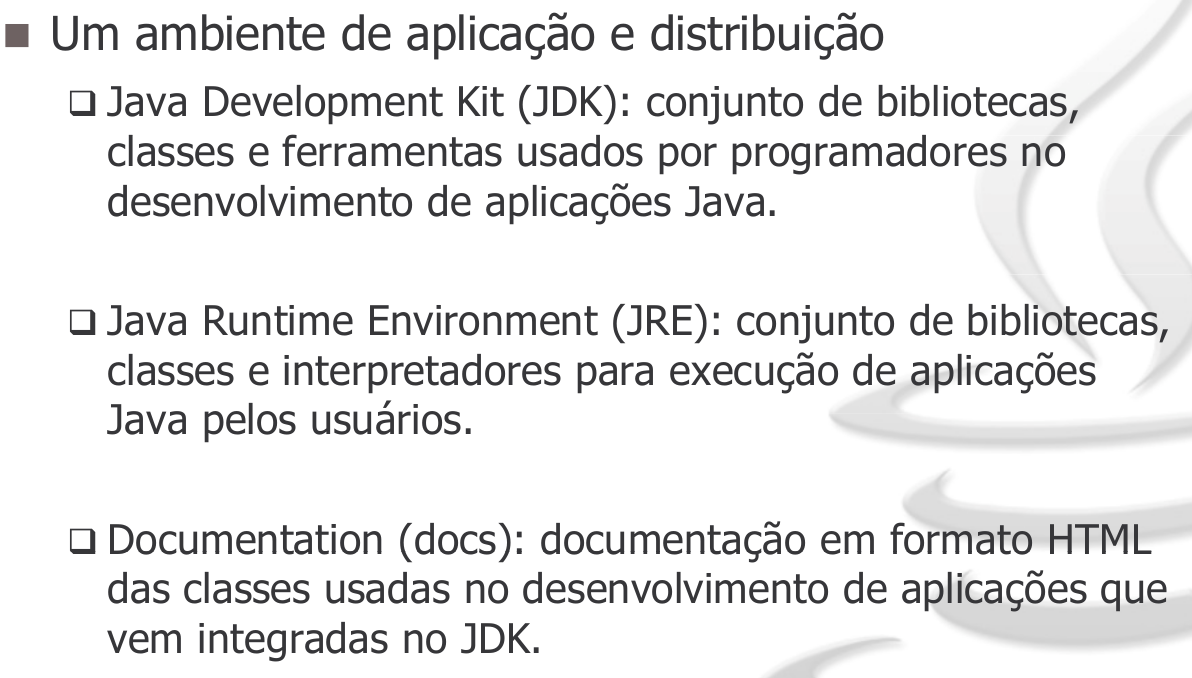 Um ambiente de aplicação e distribuição
Java Development Kit (JDK): conjunto de bibliotecas,
classes e ferramentas usados por programadores no
desenvolvimento de aplicações Java.
Java Runtime Environment (JRE): conjunto de bibliotecas,
classes e interpretadores para execução de aplicações
Java pelos usuários.
Documentation (docs): documentação em formato HTML
das classes usadas no desenvolvimento de aplicações que
vem integradas no JDK.